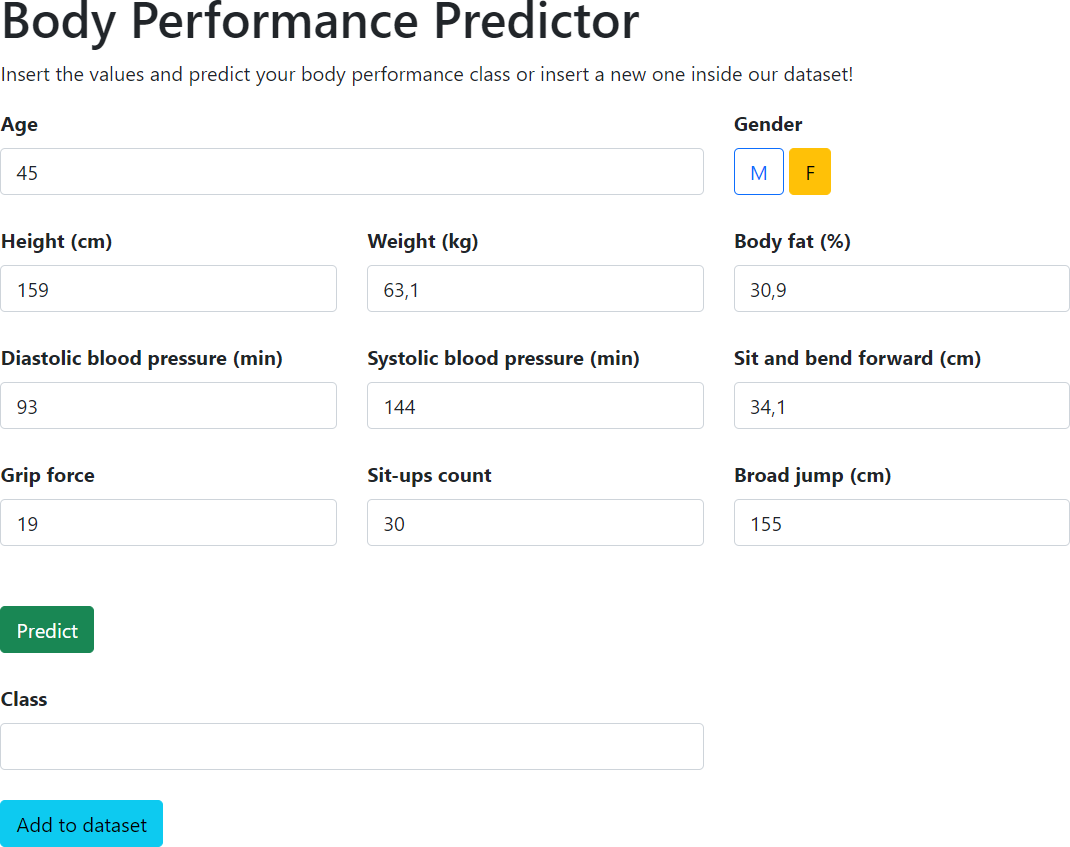 Body Performance Predictor
Insert the values and predict your body performance class or insert a new one inside our dataset!
Age
Gender
45
M F
Height (cm)
Weight (kg)
Body fat (%)
159
63,1
30,9
Diastolic blood pressure (min)
Systolic blood pressure (min)
Sit and bend forward (cm)
93
144
34,1
Grip force
Sit-ups count
Broad jump (cm)
19
30
155
Predict
Class
Add to dataset